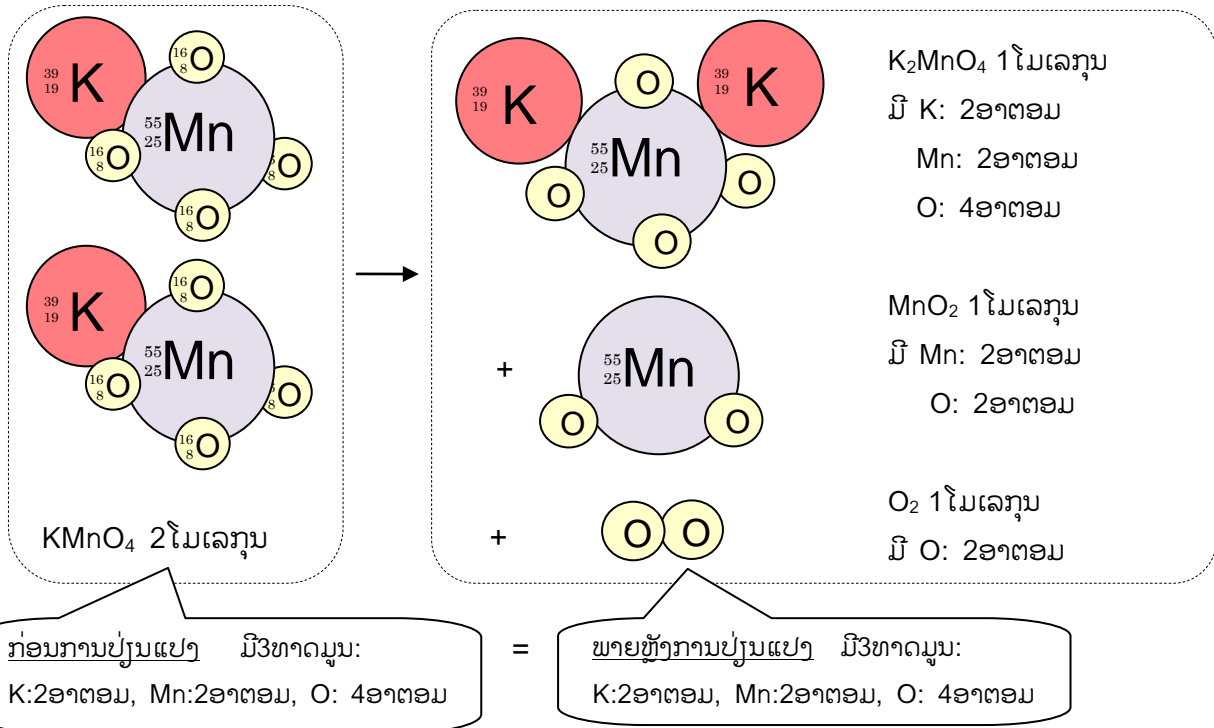 39
19 K
16
8 O
55
25 Mn
16
8 O
8 O
16
8 O
39
19 K
16
8 O
55
25 Mn
16
8 O
8 O
16
8 O
KMnO₄ 2ໂມເລກຸນ
39
19 K
O
39
19 K
55
25 Mn
O
O
O
K₂MnO₄ 1ໂມເລກຸນ
ມີ K: 2ອາຕອມ
Mn: 2ອາຕອມ
O: 4ອາຕອມ
+
55
25 Mn
O
O
MnO₂ 1ໂມເລກຸນ
ມີ Mn: 2ອາຕອມ
O: 2ອາຕອມ
+
O O
O₂ 1ໂມເລກຸນ
ມີ O: 2ອາຕອມ
ກ່ອນການປ່ຽນແປງ ມີ3ທາດມູນ:
K:2ອາຕອມ, Mn:2ອາຕອມ, O: 4ອາຕອມ
=
ພາຍຫຼັງການປ່ຽນແປງ ມີ3ທາດມູນ:
K:2ອາຕອມ, Mn:2ອາຕອມ, O: 4ອາຕອມ